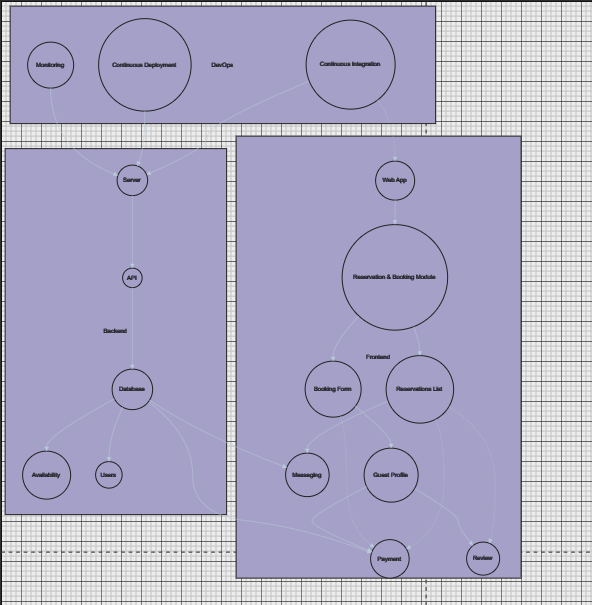 Monitoring
Continuous Deployment
DevOps
Continuous Integration
Server
Web App
API
Reservation & Booking Module
Backend
Frontend
Database
Booking Form
Reservations List
Availability
Users
Messaging
Guest Profile
Payment
Review